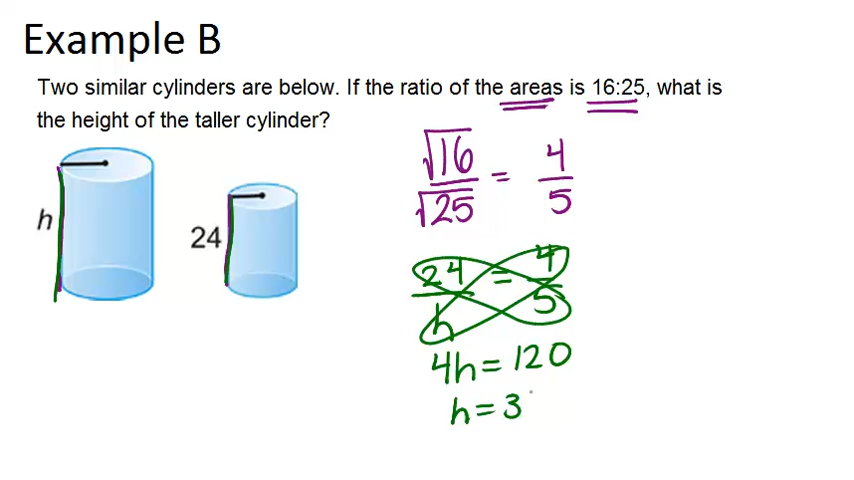 Example B
Two similar cylinders are below. If the ratio of the areas is 16:25, what is
the height of the taller cylinder?
h
24
√16/√25 = 4/5
24/h = 4/5
4h = 120
h = 3